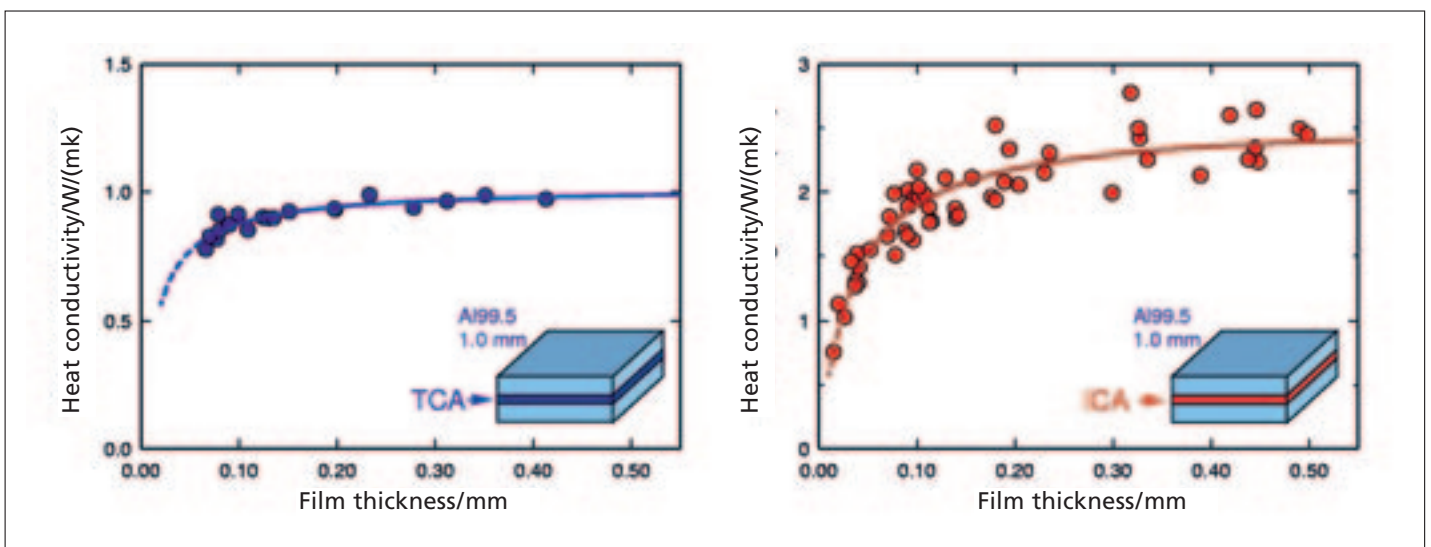 Heat conductivity/W/(mk)
1.5
1.0
0.5
0.0
Al99.5
1.0 mm
TCA
0.00
0.10
0.20
0.30
0.40
0.50
Film thickness/mm
Heat conductivity/W/(mk)
3
2
1
0
Al99.5
1.0 mm
ICA
0.00
0.10
0.20
0.30
0.40
0.50
Film thickness/mm